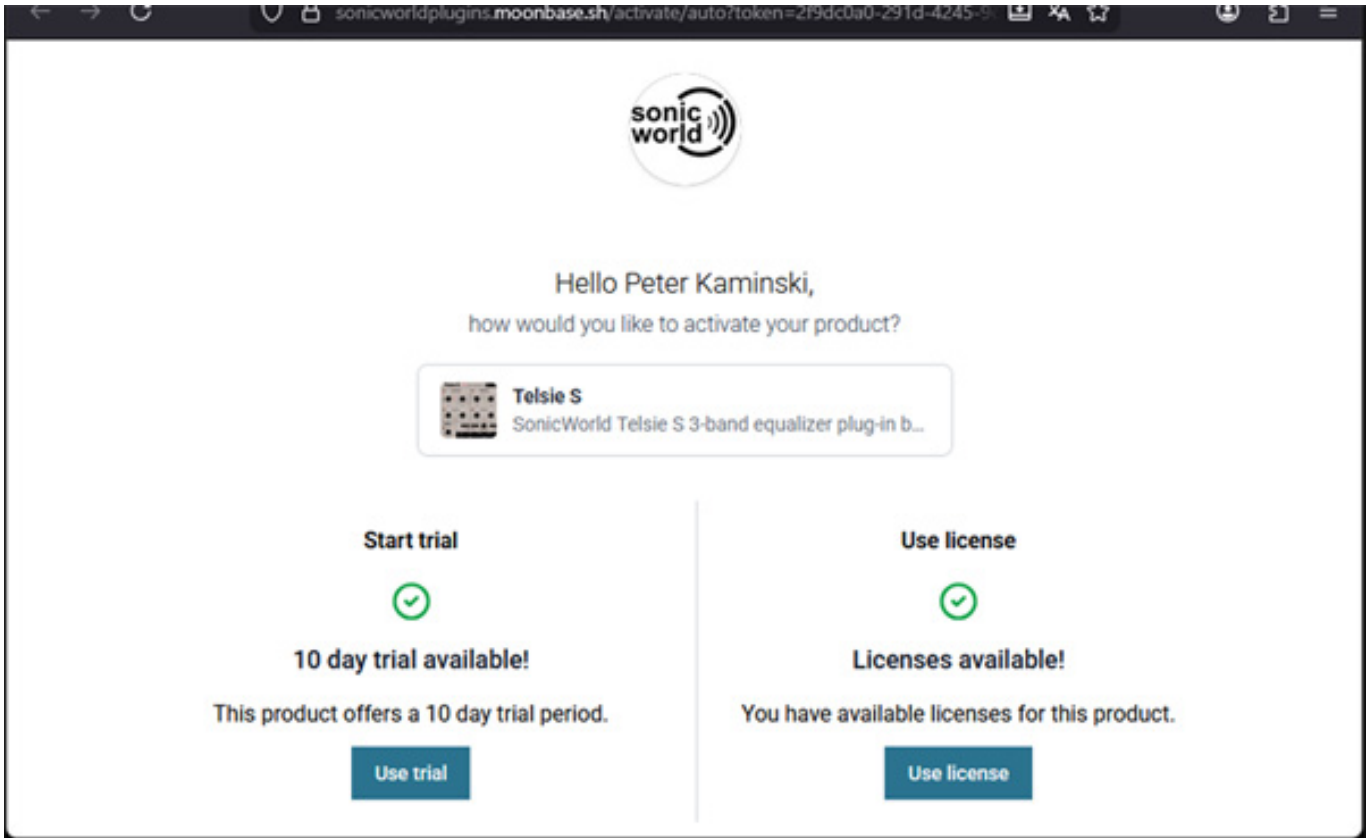 sonicworldplugins.moonbase.sh/activate/auto?token=2f9dc0a0-291d-4245-9
sonic
world
Hello Peter Kaminski,
how would you like to activate your product?
Telsie S
SonicWorld Telsie S 3-band equalizer plug-in b...
Start trial
Use license
10 day trial available!
Licenses available!
This product offers a 10 day trial period.
You have available licenses for this product.
Use trial
Use license